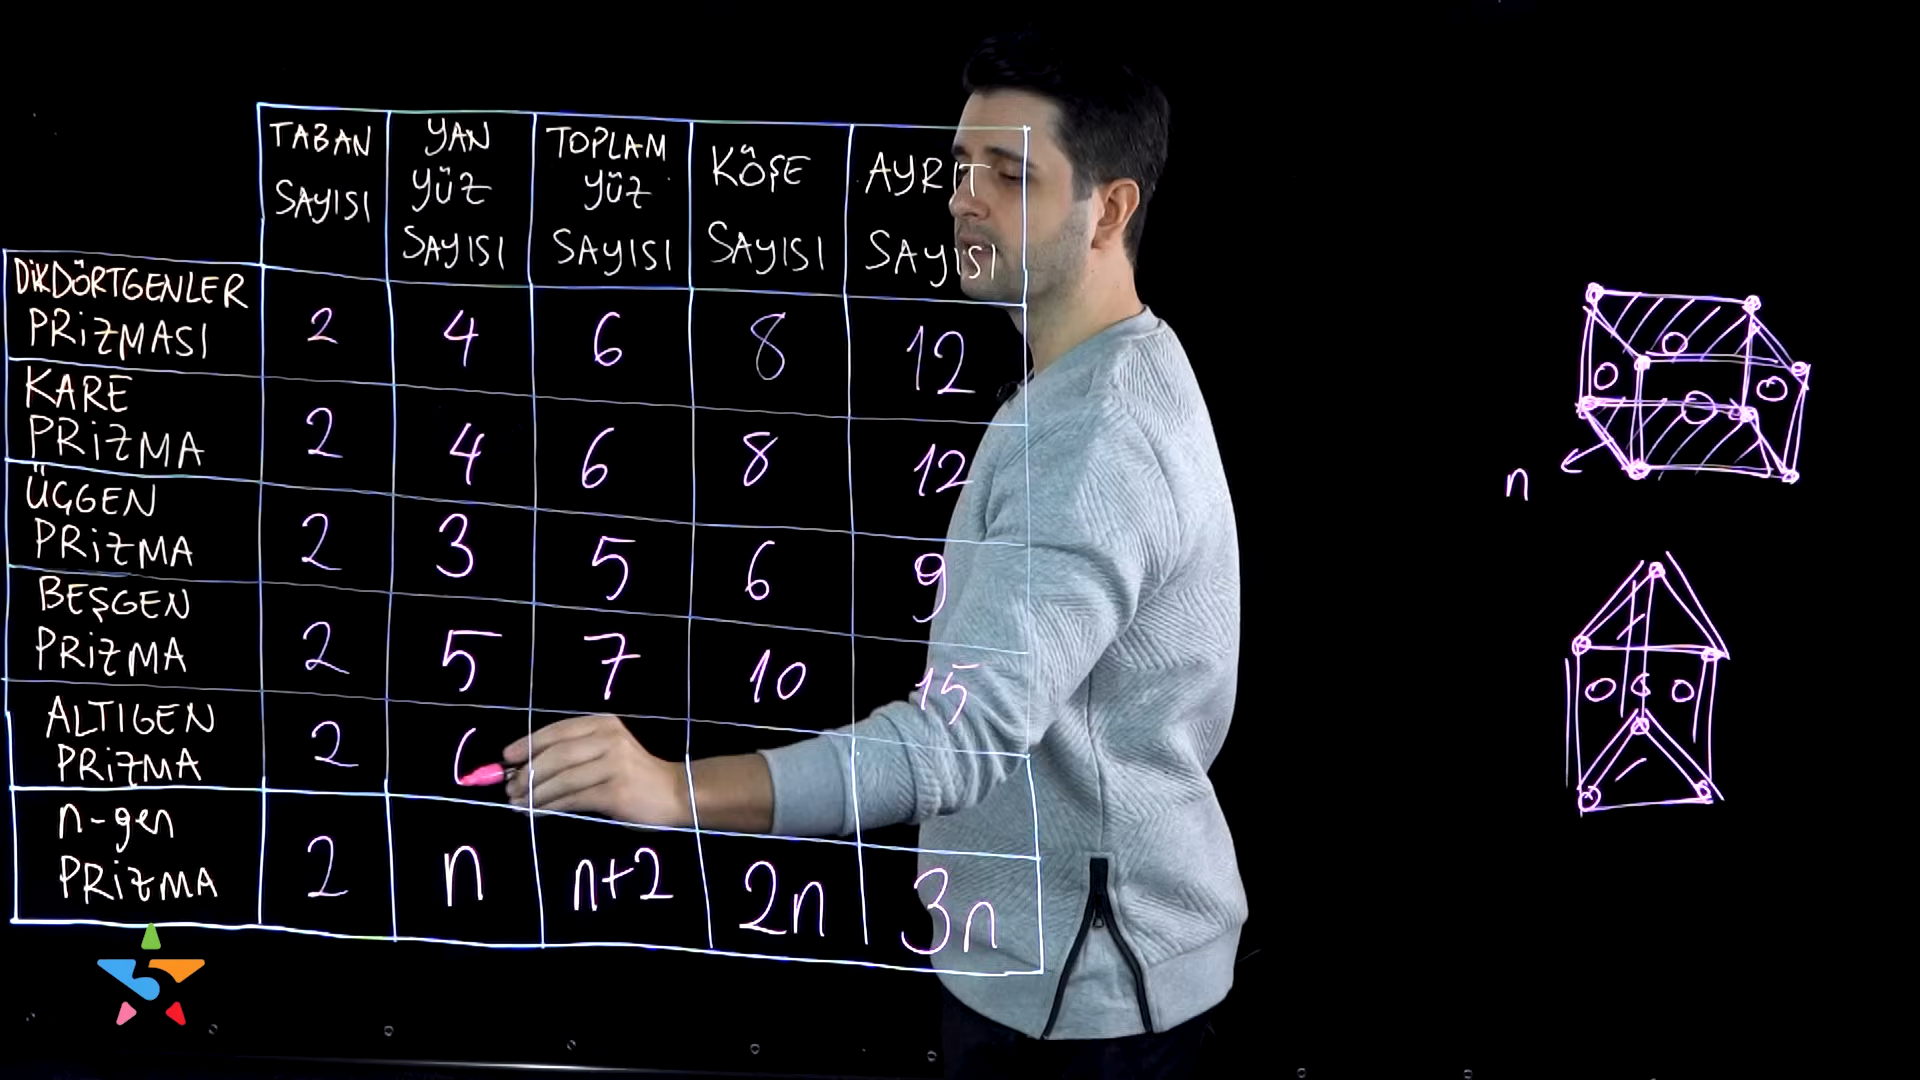 TABAN
SAYISI
YAN
YÜZ
SAYISI
TOPLAM
YÜZ
SAYISI
KÖŞE
SAYISI
AYRIT
SAYISI
DİKDÖRTGENLER
PRİZMASI
2
4
6
8
12
KARE
PRİZMA
2
4
6
8
12
ÜÇGEN
PRİZMA
2
3
5
6
9
BEŞGEN
PRİZMA
2
5
7
10
15
ALTIGEN
PRİZMA
2
n-gen
PRİZMA
2
n
n+2
2n
3n
n
5